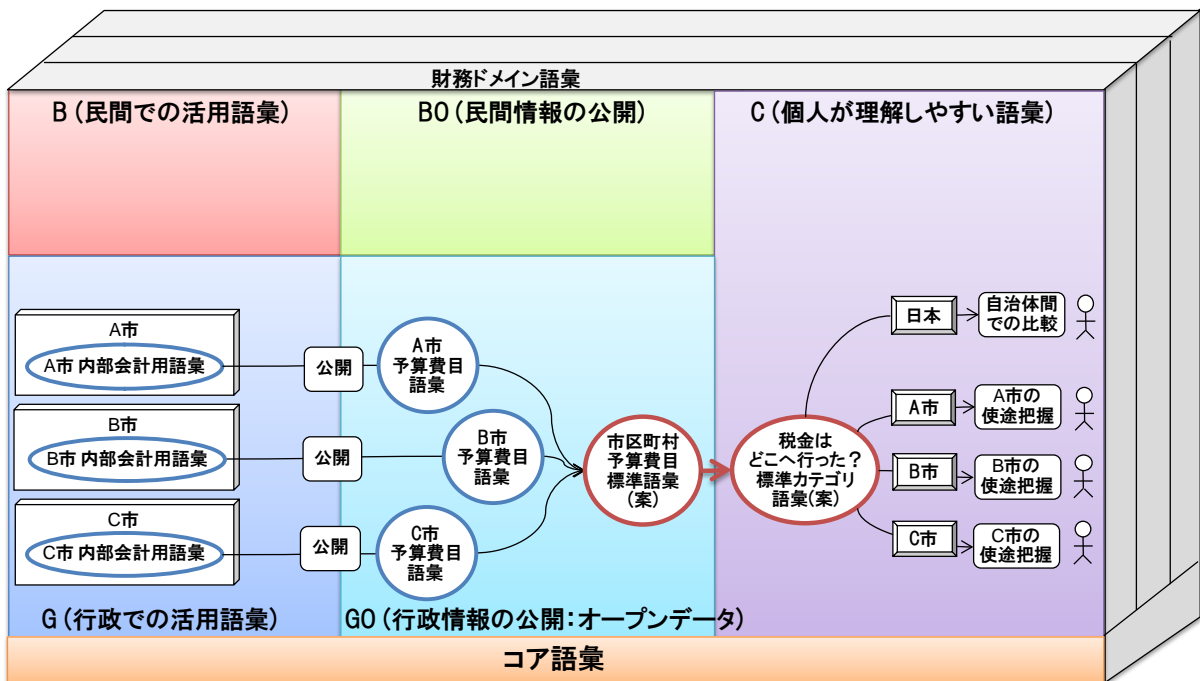 財務ドメイン語彙
B（民間での活用語彙）
BO（民間情報の公開）
C（個人が理解しやすい語彙）
A市
A市 内部会計用語彙
公開
A市
予算費目
語彙
B市
B市 内部会計用語彙
公開
B市
予算費目
語彙
C市
C市 内部会計用語彙
公開
C市
予算費目
語彙
市区町村
予算費目
標準語彙
(案)
税金は
どこへ行った？
標準カテゴリ
語彙(案)
日本
自治体間
での比較
A市
A市の
使途把握
B市
B市の
使途把握
C市
C市の
使途把握
G（行政での活用語彙）
GO（行政情報の公開：オープンデータ）
コア語彙